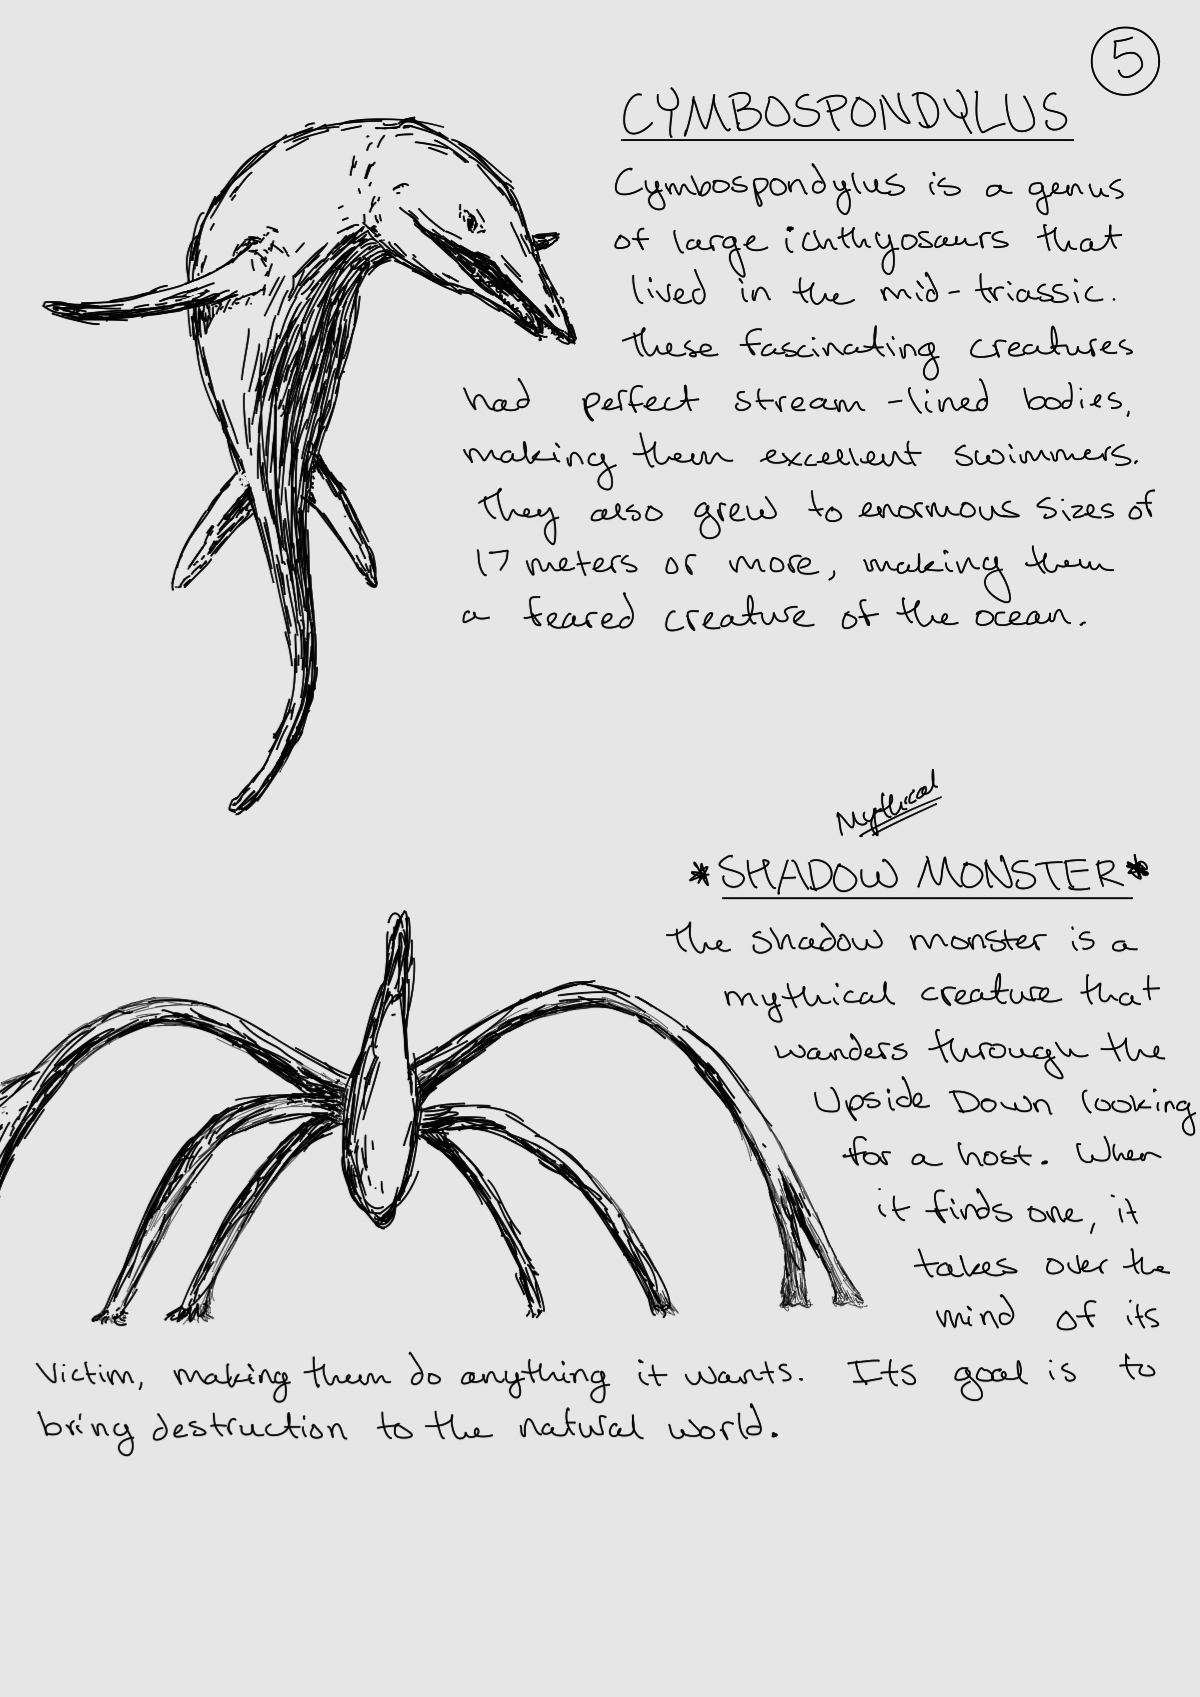 5
CYMBOSPONDYLUS
Cymbospondylus is a genus
of large ichthyosaurs that
lived in the mid-triassic.
These fascinating creatures
had perfect stream-lined bodies,
making them excellent swimmers.
They also grew to enormous sizes of
17 meters or more, making them
a feared creature of the ocean.
Mythical
*SHADOW MONSTER*
The shadow monster is a
mythical creature that
wanders through the
Upside Down looking
for a host. When
it finds one, it
takes over the
mind of its
victim, making them do anything it wants. Its goal is to
bring destruction to the natural world.